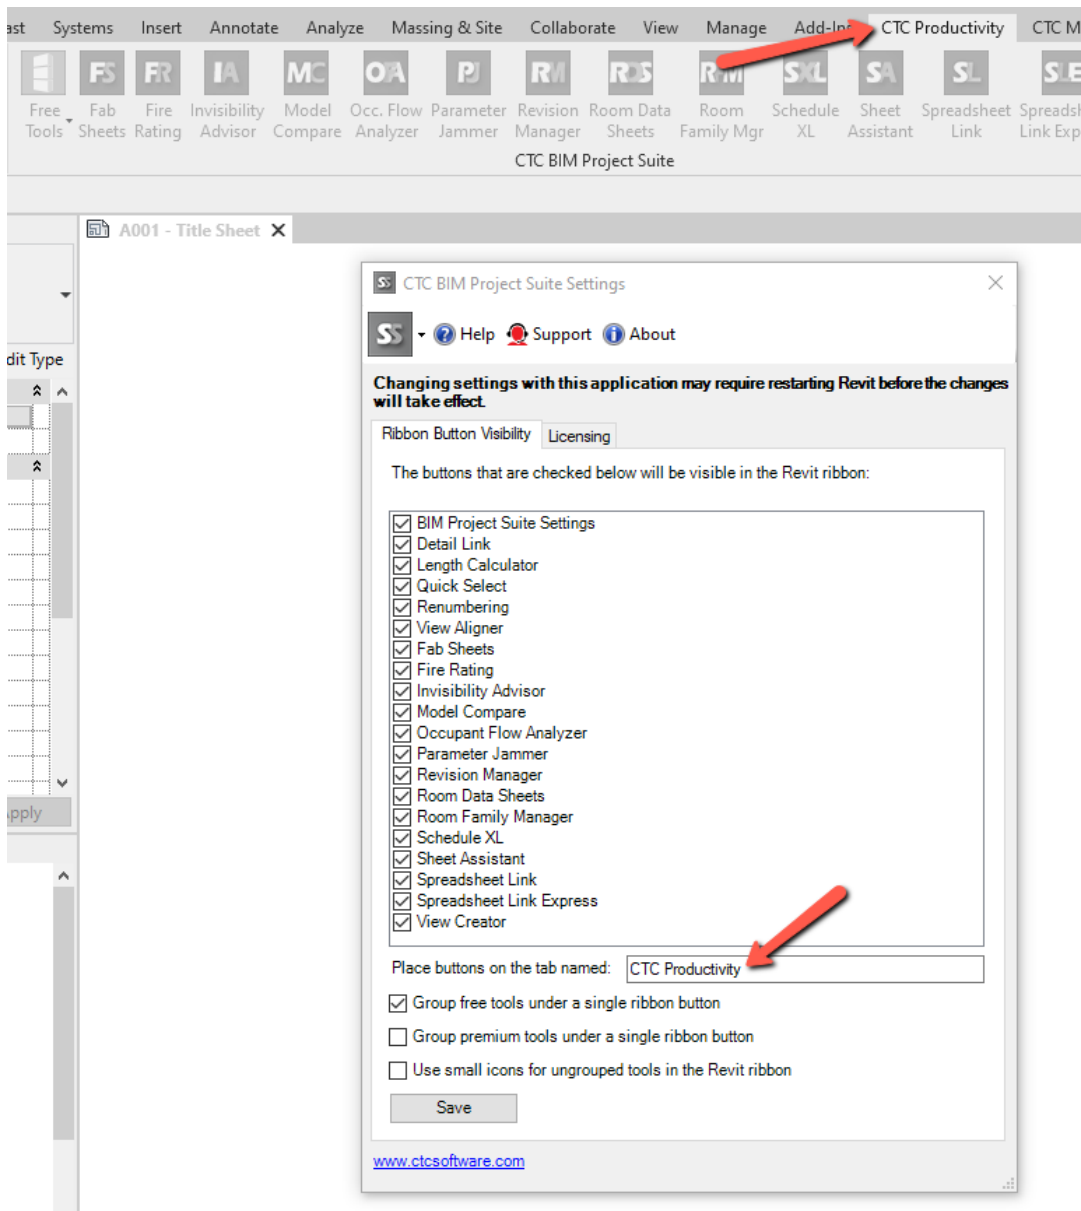 ast Systems Insert Annotate Analyze Massing & Site Collaborate View Manage Add-Ins CTC Productivity CTC M
FS FR IA MC OFA PJ RM RDS RFM SXL SA SL SLE
Free Fab Fire Invisibility Model Occ. Flow Parameter Revision Room Data Room Schedule Sheet Spreadsheet Spreadsh
Tools Sheets Rating Advisor Compare Analyzer Jammer Manager Sheets Family Mgr XL Assistant Link Link Exp
CTC BIM Project Suite
A001 - Title Sheet
dit Type
Apply
SS CTC BIM Project Suite Settings
SS Help Support About
Changing settings with this application may require restarting Revit before the changes
will take effect.
Ribbon Button Visibility Licensing
The buttons that are checked below will be visible in the Revit ribbon:
BIM Project Suite Settings
Detail Link
Length Calculator
Quick Select
Renumbering
View Aligner
Fab Sheets
Fire Rating
Invisibility Advisor
Model Compare
Occupant Flow Analyzer
Parameter Jammer
Revision Manager
Room Data Sheets
Room Family Manager
Schedule XL
Sheet Assistant
Spreadsheet Link
Spreadsheet Link Express
View Creator
Place buttons on the tab named: CTC Productivity
Group free tools under a single ribbon button
Group premium tools under a single ribbon button
Use small icons for ungrouped tools in the Revit ribbon
Save
www.ctcsoftware.com